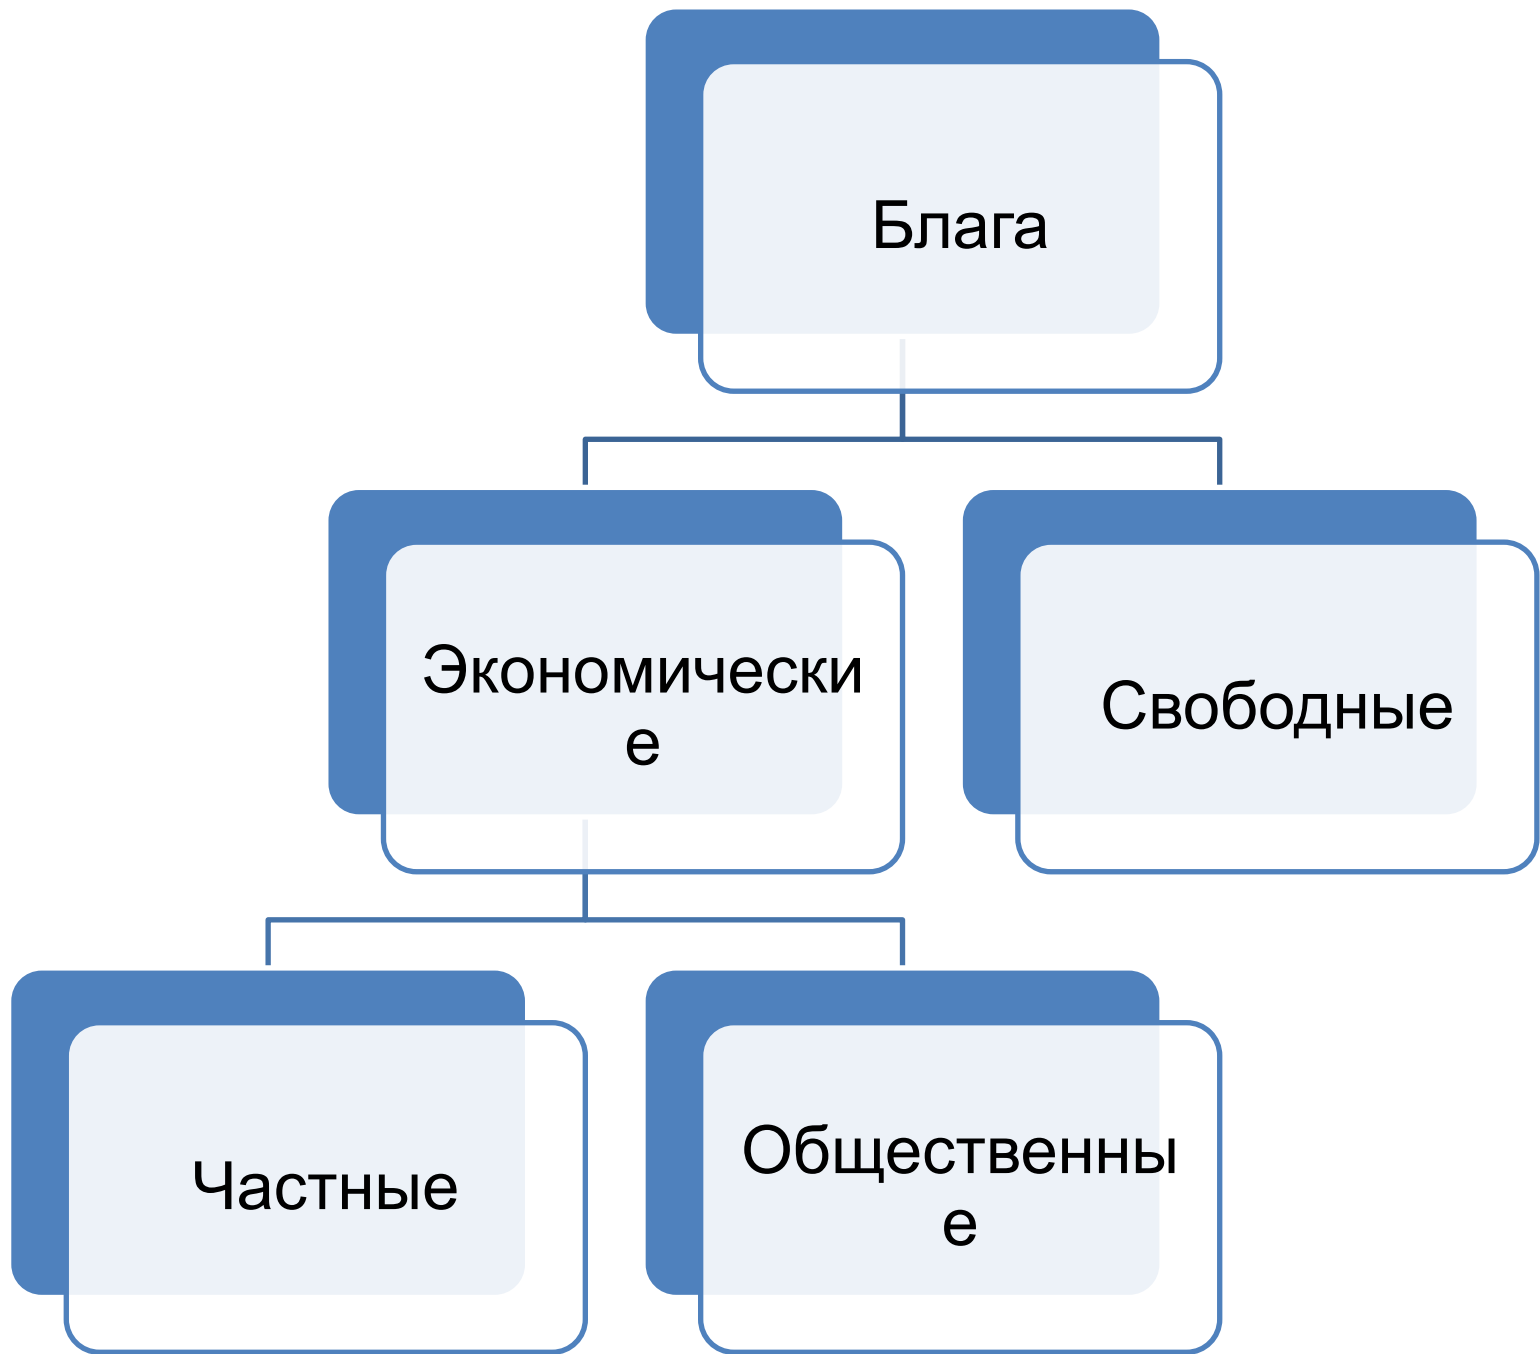 Блага
Экономически
е
Свободные
Частные
Общественны
е